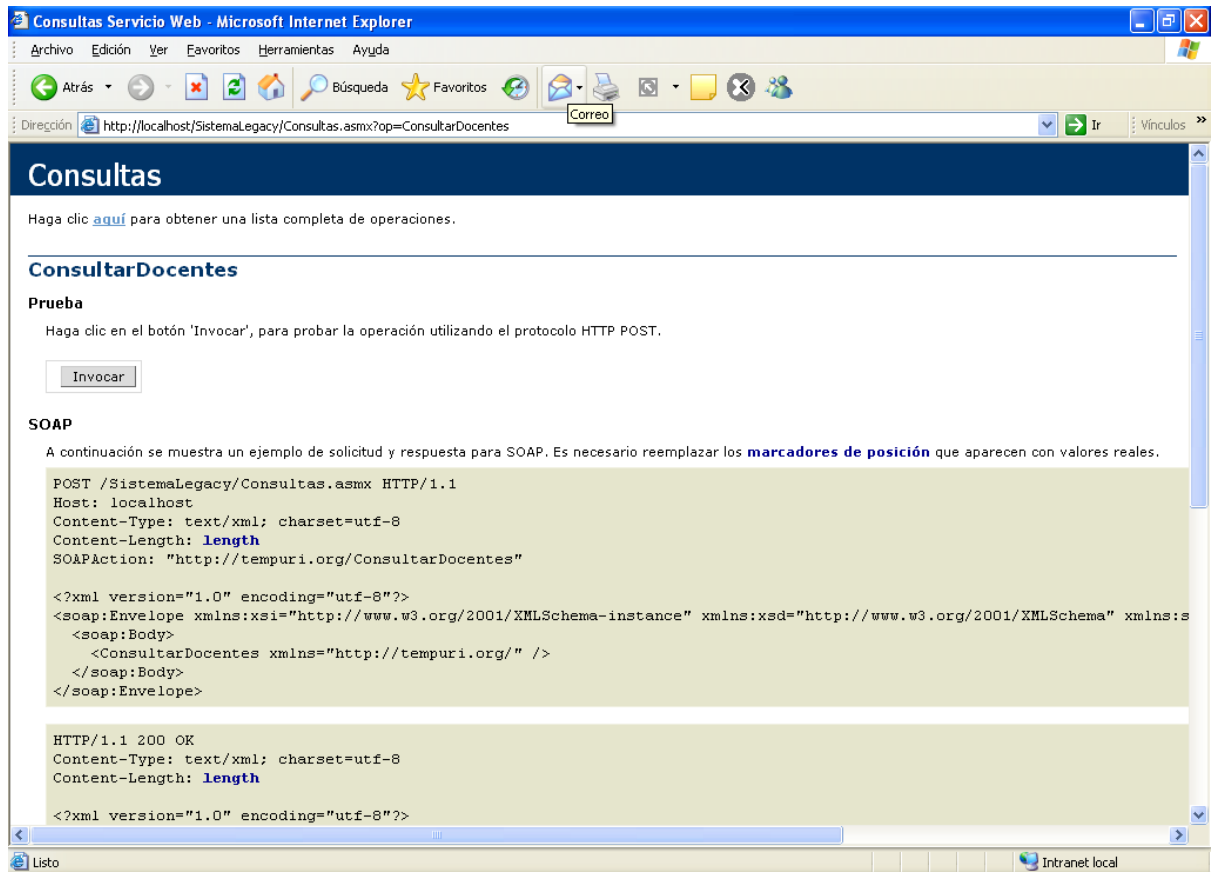 Consultas Servicio Web - Microsoft Internet Explorer
Archivo Edición Ver Favoritos Herramientas Ayuda
Atrás Búsqueda Favoritos
Correo
Dirección http://localhost/SistemaLegacy/Consultas.asmx?op=ConsultarDocentes Ir Vínculos »
Consultas
Haga clic aquí para obtener una lista completa de operaciones.
ConsultarDocentes
Prueba
Haga clic en el botón 'Invocar', para probar la operación utilizando el protocolo HTTP POST.
Invocar
SOAP
A continuación se muestra un ejemplo de solicitud y respuesta para SOAP. Es necesario reemplazar los marcadores de posición que aparecen con valores reales.
POST /SistemaLegacy/Consultas.asmx HTTP/1.1
Host: localhost
Content-Type: text/xml; charset=utf-8
Content-Length: length
SOAPAction: "http://tempuri.org/ConsultarDocentes"
<?xml version="1.0" encoding="utf-8"?>
<soap:Envelope xmlns:xsi="http://www.w3.org/2001/XMLSchema-instance" xmlns:xsd="http://www.w3.org/2001/XMLSchema" xmlns:s
<soap:Body>
<ConsultarDocentes xmlns="http://tempuri.org/" />
</soap:Body>
</soap:Envelope>
HTTP/1.1 200 OK
Content-Type: text/xml; charset=utf-8
Content-Length: length
<?xml version="1.0" encoding="utf-8"?>
Listo Intranet local